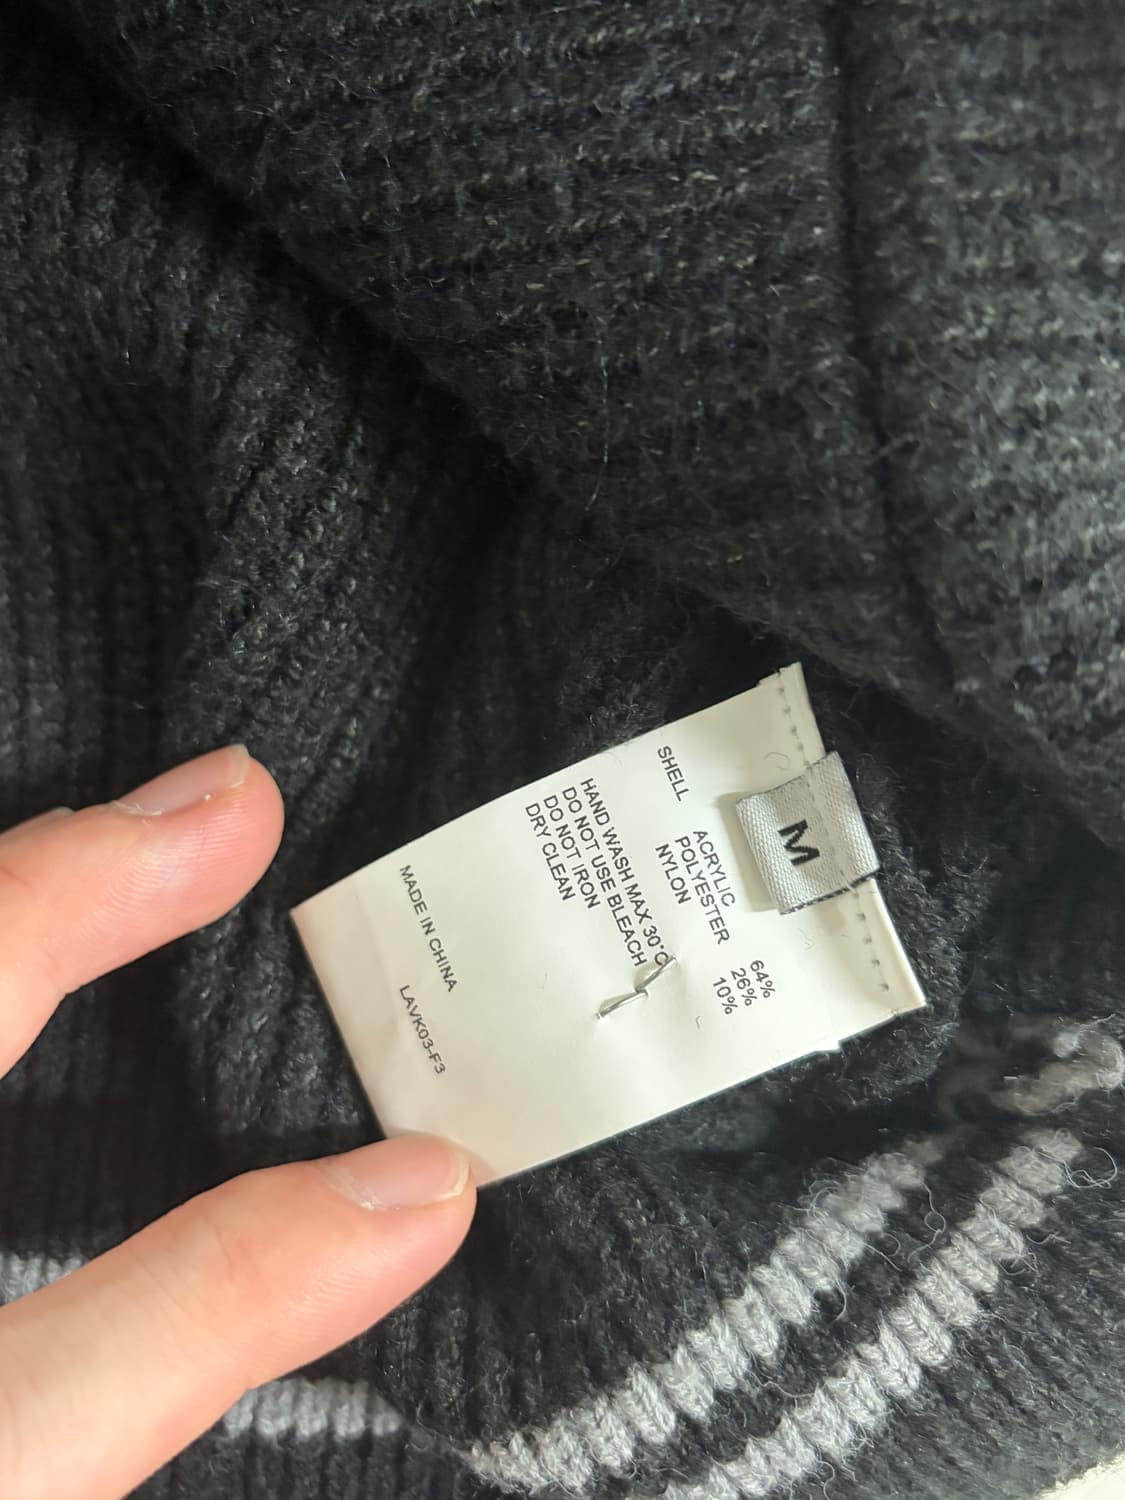 M
SHELL
ACRYLIC 64%
POLYESTER 26%
NYLON 10%
HAND WASH MAX 30°C
DO NOT USE BLEACH
DO NOT IRON
DRY CLEAN
MADE IN CHINA LAVK03-F3